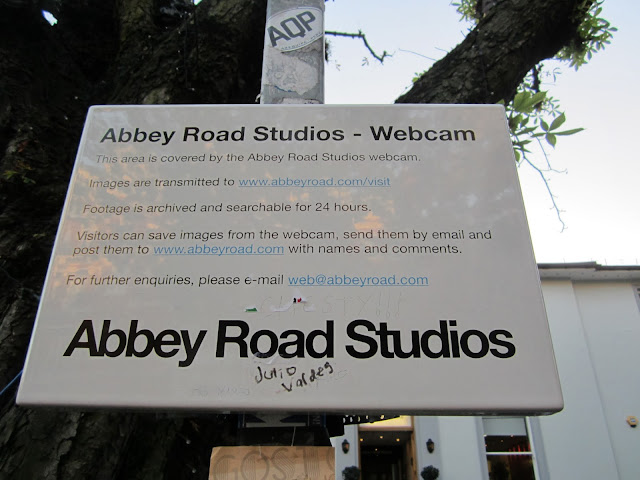 AQP
Abbey Road Studios - Webcam
This area is covered by the Abbey Road Studios webcam.
Images are transmitted to www.abbeyroad.com/visit
Footage is archived and searchable for 24 hours.
Visitors can save images from the webcam, send them by email and
post them to www.abbeyroad.com with names and comments.
For further enquiries, please e-mail web@abbeyroad.com
Abbey Road Studios
Julio
Valdes